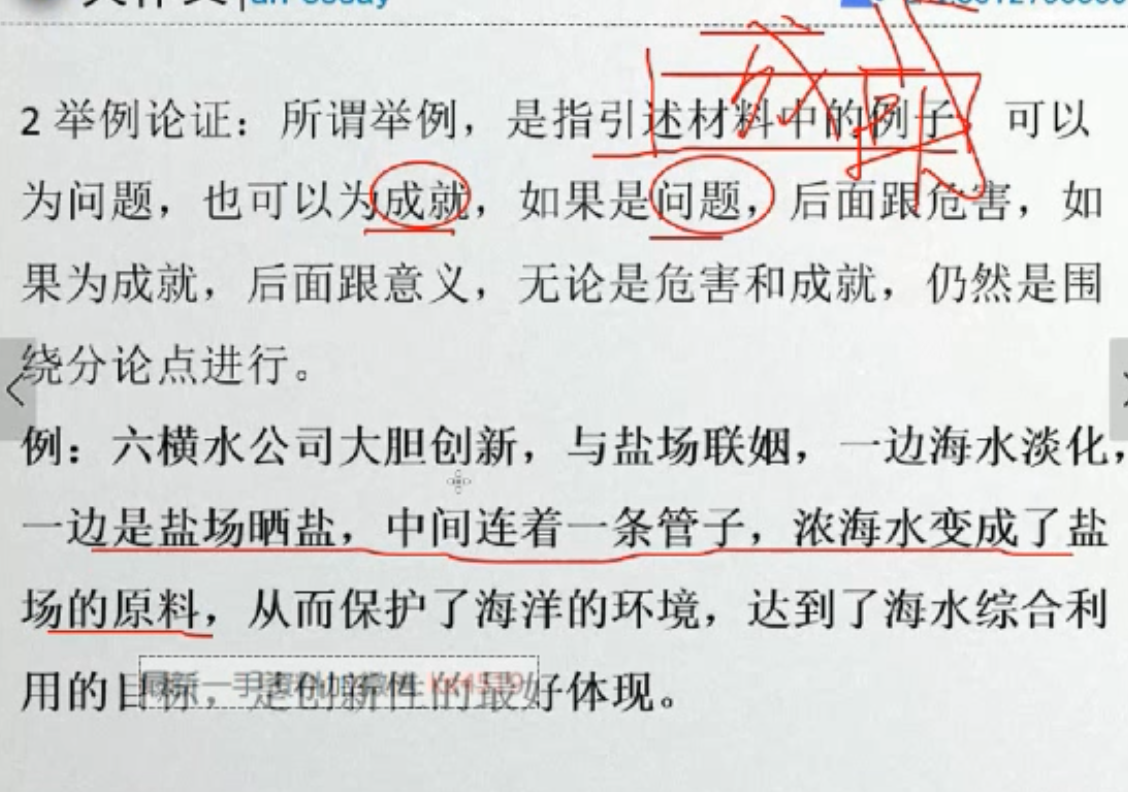 an essay
2 举例论证：所谓举例，是指引述材料中的例子，可以
为问题，也可以为成就，如果是问题，后面跟危害，如
果为成就，后面跟意义，无论是危害和成就，仍然是围
绕分论点进行。
例：六横水公司大胆创新，与盐场联姻，一边海水淡化，
一边是盐场晒盐，中间连着一条管子，浓海水变成了盐
场的原料，从而保护了海洋的环境，达到了海水综合利
用的目标，是创新性的最好体现。